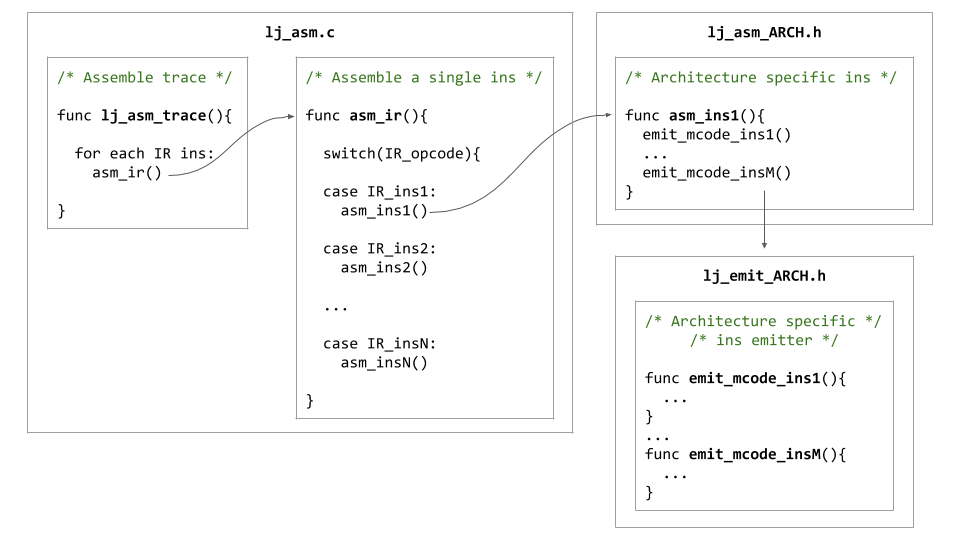 lj_asm.c
/* Assemble trace */
func lj_asm_trace(){
for each IR ins:
asm_ir()
}
/* Assemble a single ins */
func asm_ir(){
switch(IR_opcode){
case IR_ins1:
asm_ins1()
case IR_ins2:
asm_ins2()
...
case IR_insN:
asm_insN()
}
lj_asm_ARCH.h
/* Architecture specific ins */
func asm_ins1(){
emit_mcode_ins1()
...
emit_mcode_insM()
}
lj_emit_ARCH.h
/* Architecture specific */
/* ins emitter */
func emit_mcode_ins1(){
...
}
...
func emit_mcode_insM(){
...
}